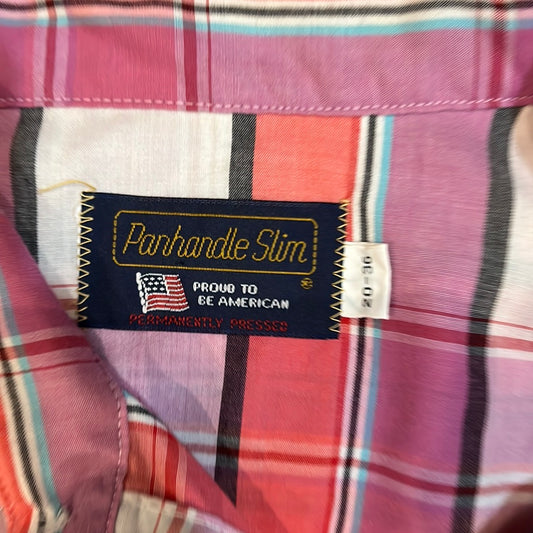 Panhandle Slim
®
PROUD TO
BE AMERICAN
PERMANENTLY PRESSED
20-36